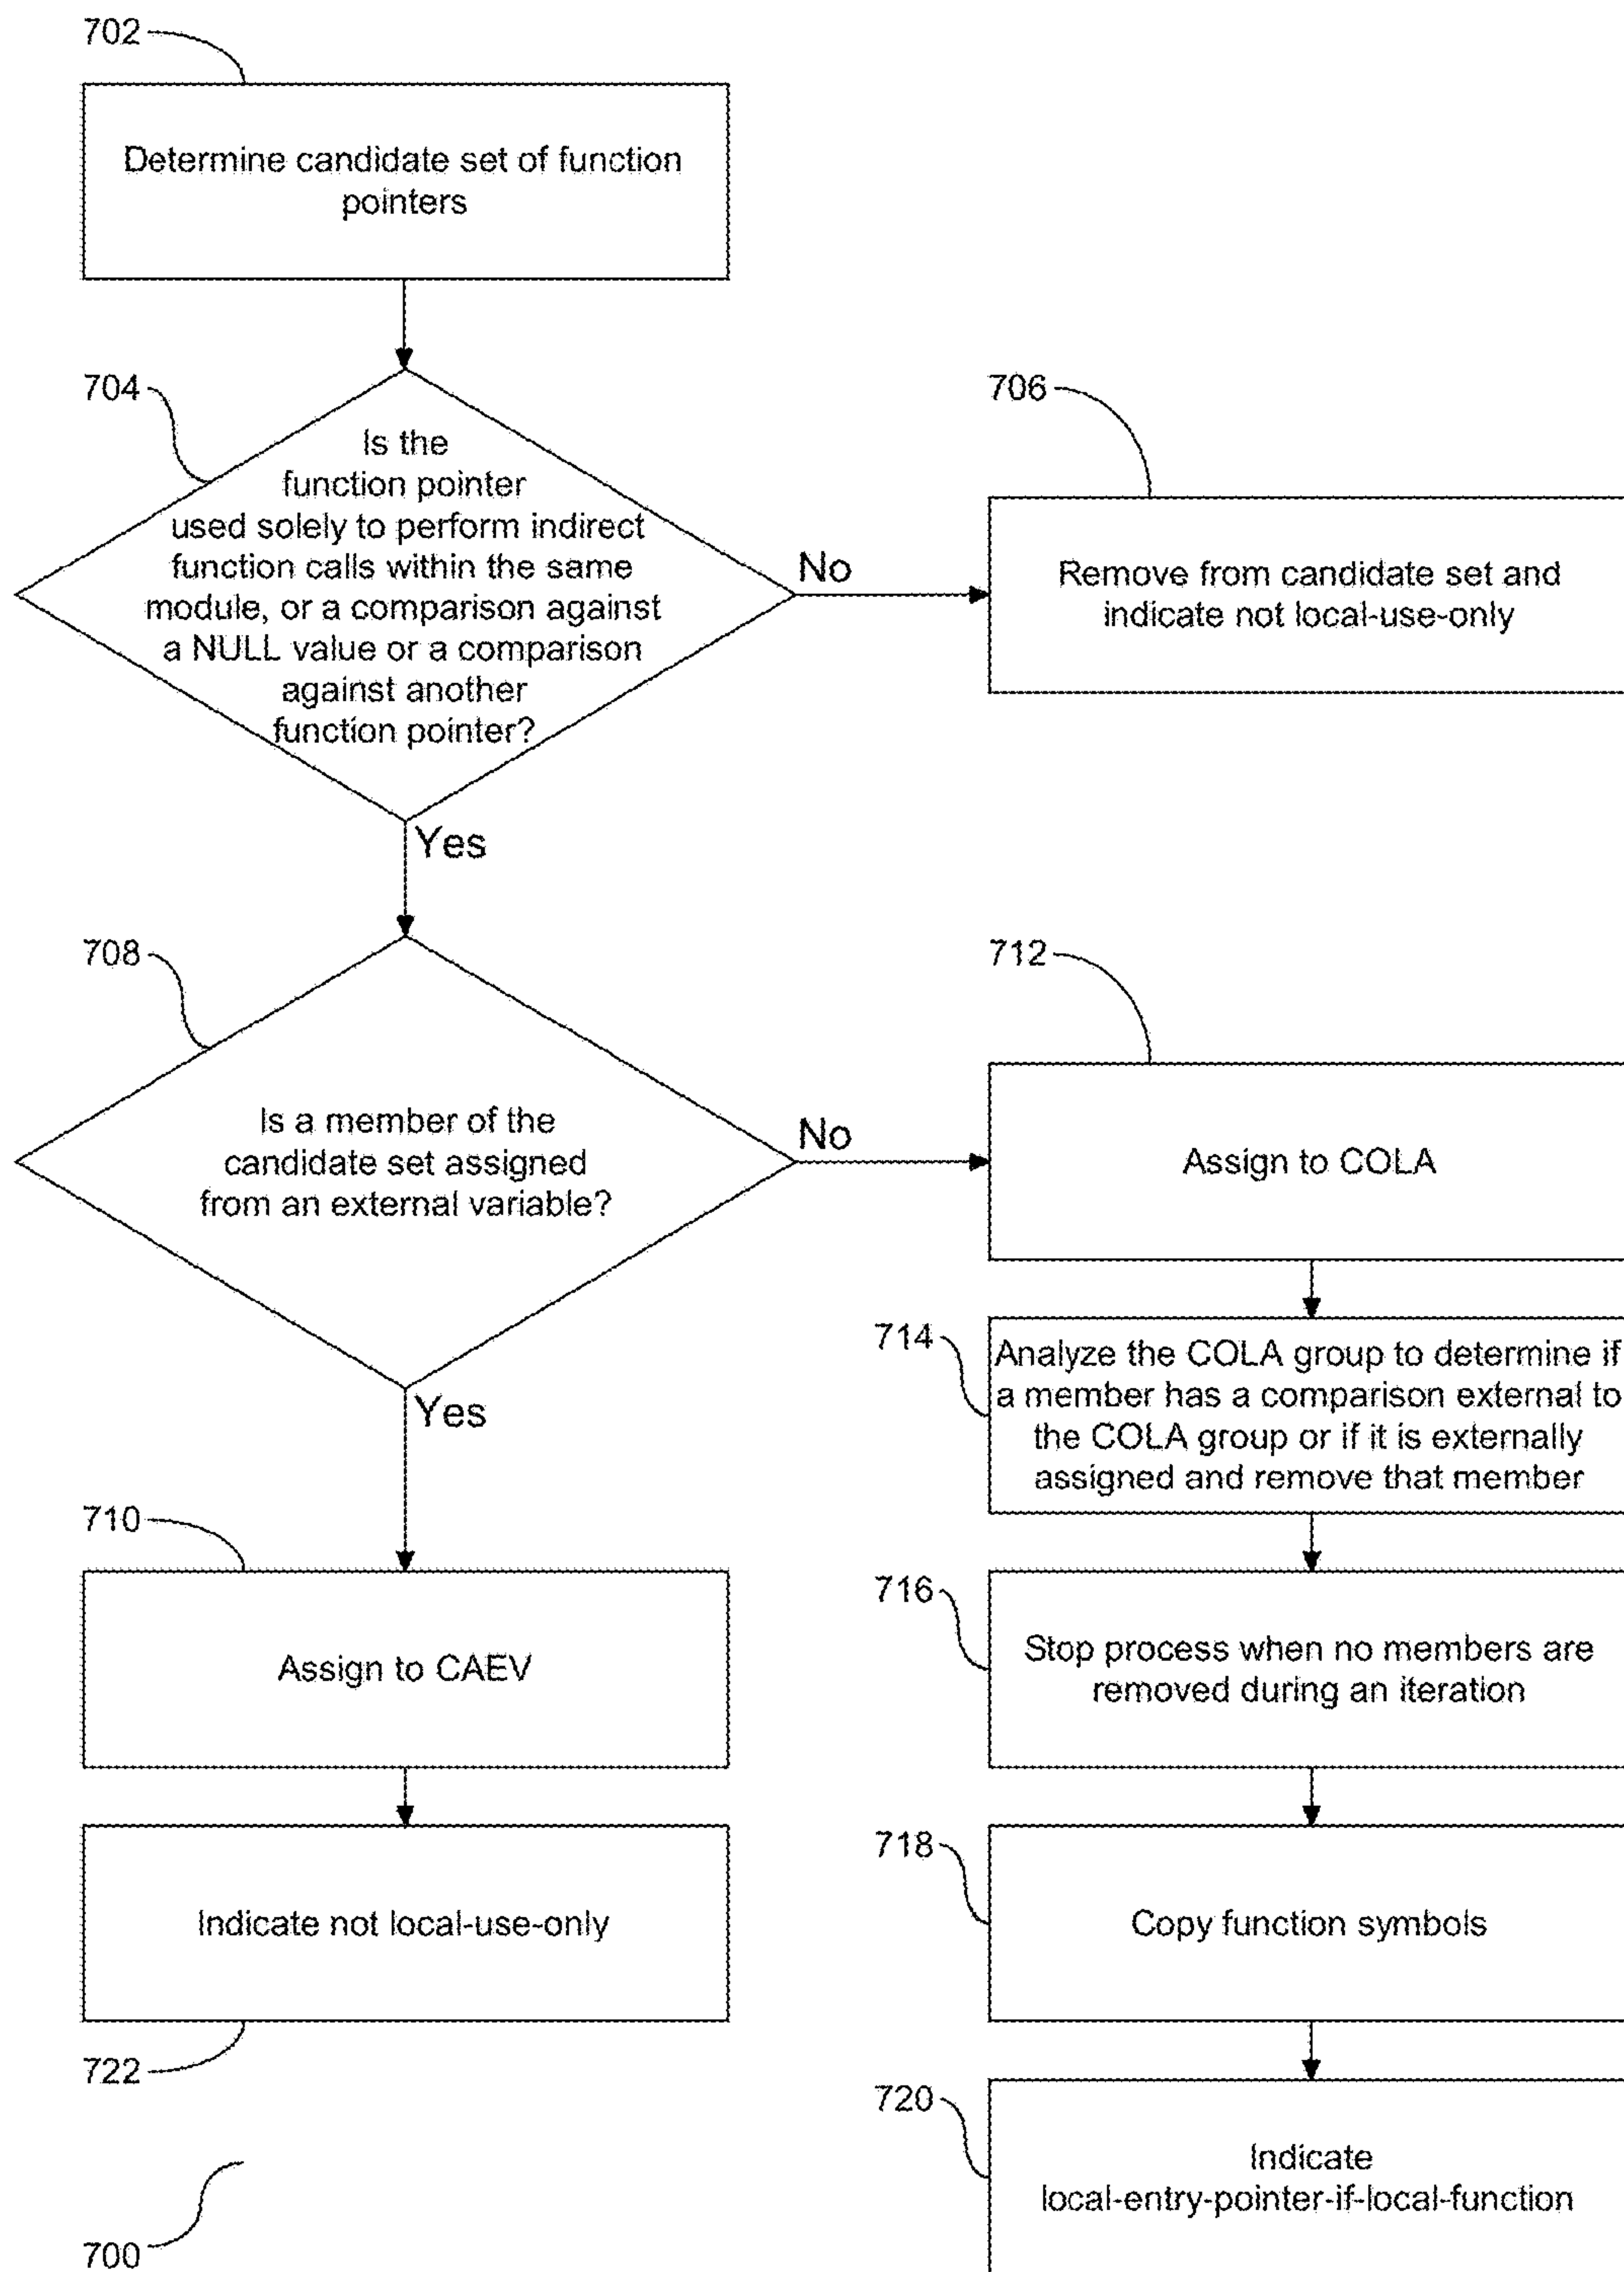 702
Determine candidate set of function
pointers
704
Is the
function pointer
used solely to perform indirect
function calls within the same
module, or a comparison against
a NULL value or a comparison
against another
function pointer?
No
706
Remove from candidate set and
indicate not local-use-only
Yes
708
Is a member of the
candidate set assigned
from an external variable?
No
712
Assign to COLA
714
Analyze the COLA group to determine if
a member has a comparison external to
the COLA group or if it is externally
assigned and remove that member
Yes
710
Assign to CAEV
716
Stop process when no members are
removed during an iteration
718
Copy function symbols
Indicate not local-use-only
722
720
Indicate
local-entry-pointer-if-local-function
700